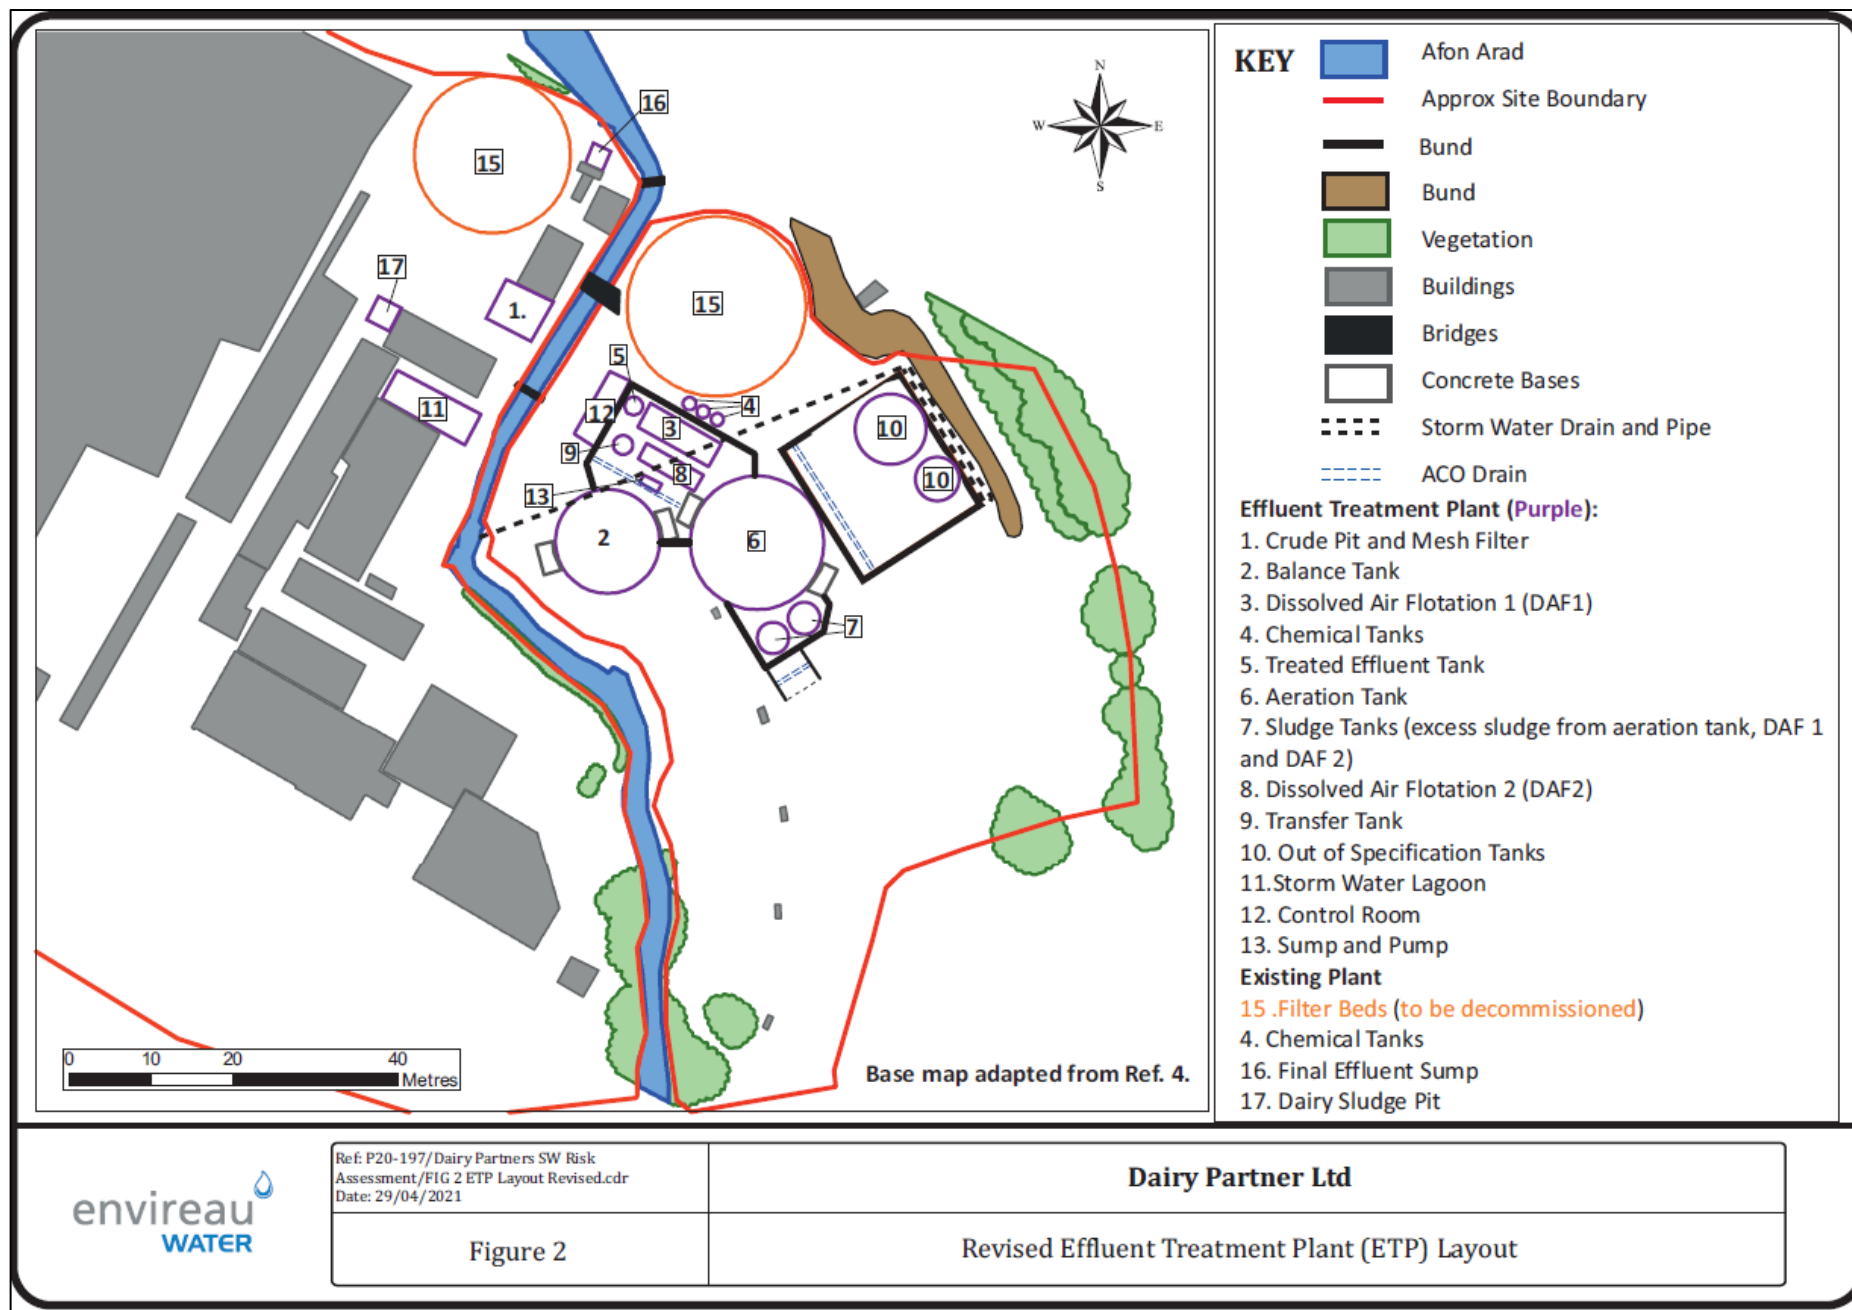 N
W
E
S
16
15
17
1.
15
5
12
4
3
11
9
8
13
10
10
2
6
7
0 10 20 40
Metres
Base map adapted from Ref. 4.
KEY
Afon Arad
Approx Site Boundary
Bund
Bund
Vegetation
Buildings
Bridges
Concrete Bases
Storm Water Drain and Pipe
ACO Drain
Effluent Treatment Plant (Purple):
1. Crude Pit and Mesh Filter
2. Balance Tank
3. Dissolved Air Flotation 1 (DAF1)
4. Chemical Tanks
5. Treated Effluent Tank
6. Aeration Tank
7. Sludge Tanks (excess sludge from aeration tank, DAF 1
and DAF 2)
8. Dissolved Air Flotation 2 (DAF2)
9. Transfer Tank
10. Out of Specification Tanks
11.Storm Water Lagoon
12. Control Room
13. Sump and Pump
Existing Plant
15 .Filter Beds (to be decommissioned)
4. Chemical Tanks
16. Final Effluent Sump
17. Dairy Sludge Pit
envireau
WATER
Ref: P20-197/Dairy Partners SW Risk
Assessment/FIG 2 ETP Layout Revised.cdr
Date: 29/04/2021
Figure 2
Dairy Partner Ltd
Revised Effluent Treatment Plant (ETP) Layout